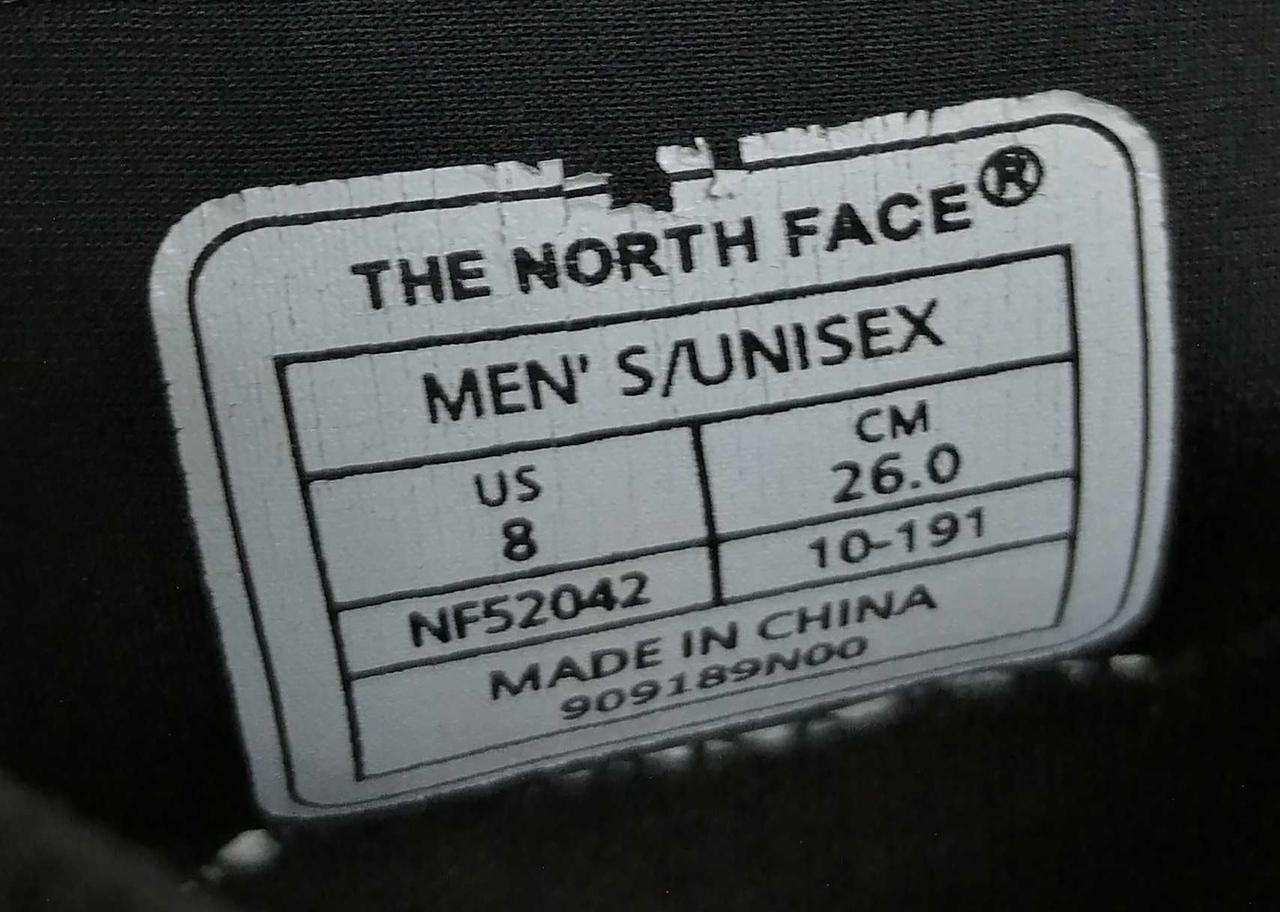 THE NORTH FACE®
MEN' S/UNISEX
US CM
8 26.0
NF52042 10-191
MADE IN CHINA
909189N00